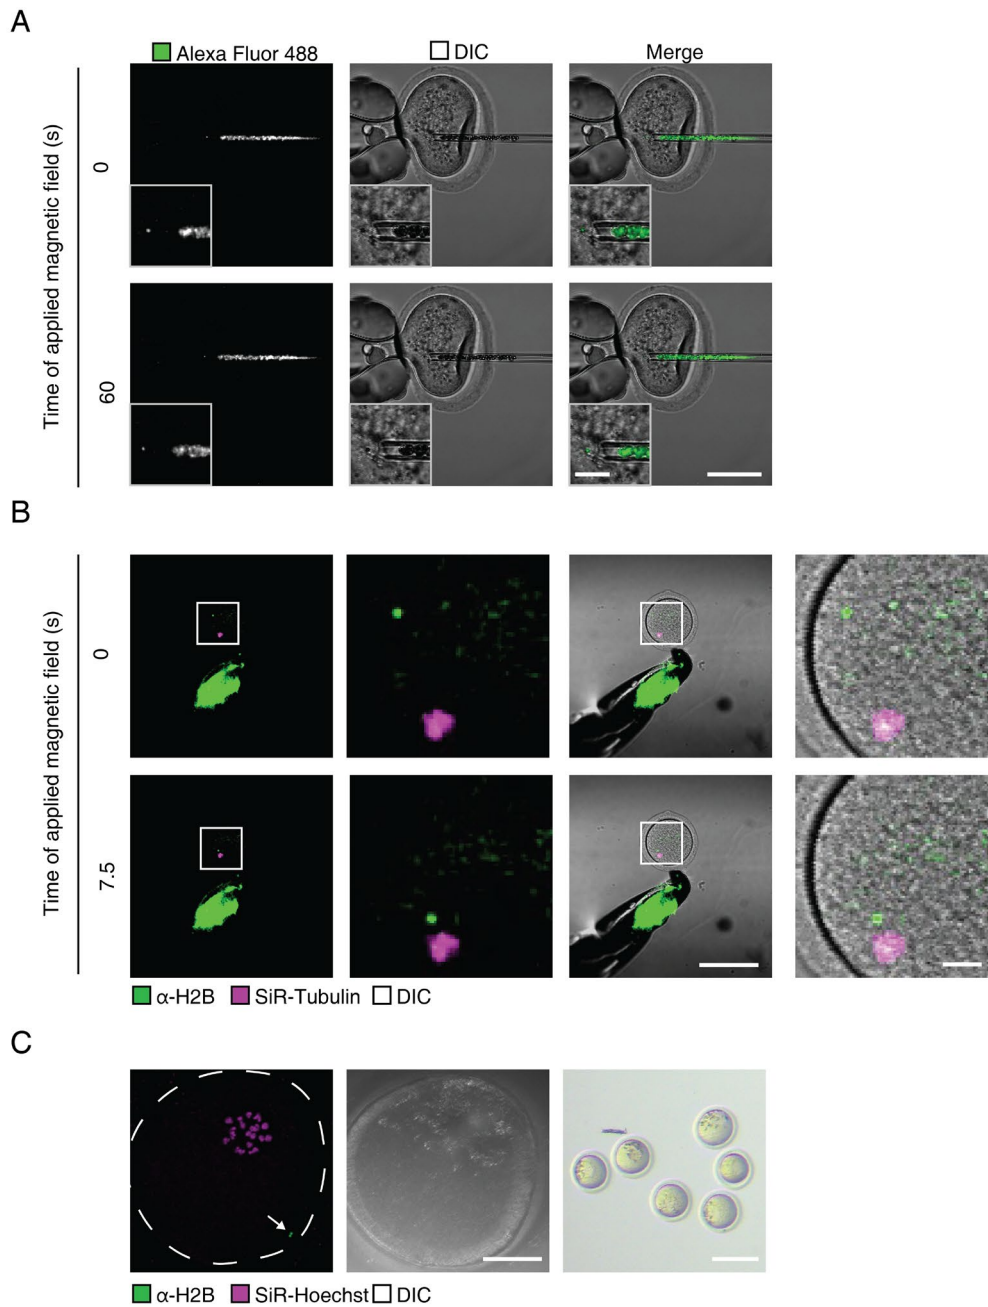 A
Alexa Fluor 488
DIC
Merge
Time of applied magnetic field (s)
0
60
B
Time of applied magnetic field (s)
0
7.5
α-H2B
SiR-Tubulin
DIC
C
α-H2B
SiR-Hoechst
DIC